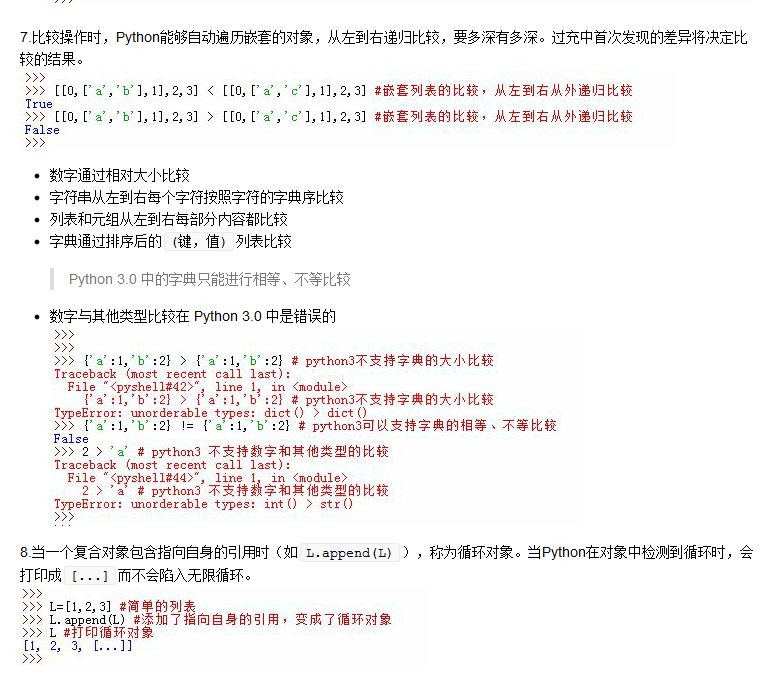 7.比较操作时，Python能够自动遍历嵌套的对象，从左到右递归比较，要多深有多深。过充中首次发现的差异将决定比
较的结果。
>>>
>>> [[0,['a','b'],1],2,3] < [[0,['a','c'],1],2,3] #嵌套列表的比较，从左到右从外递归比较
True
>>> [[0,['a','b'],1],2,3] > [[0,['a','c'],1],2,3] #嵌套列表的比较，从左到右从外递归比较
False
>>>
• 数字通过相对大小比较
• 字符串从左到右每个字符按照字符的字典序比较
• 列表和元组从左到右每部分内容都比较
• 字典通过排序后的 (键，值) 列表比较
Python 3.0 中的字典只能进行相等、不等比较
• 数字与其他类型比较在 Python 3.0 中是错误的
>>>
>>>
>>> {'a':1,'b':2} > {'a':1,'b':2} # python3不支持字典的大小比较
Traceback (most recent call last):
  File "<pyshell#42>", line 1, in <module>
    {'a':1,'b':2} > {'a':1,'b':2} # python3不支持字典的大小比较
TypeError: unorderable types: dict() > dict()
>>> {'a':1,'b':2} != {'a':1,'b':2} # python3可以支持字典的相等、不等比较
False
>>> 2 > 'a' # python3 不支持数字和其他类型的比较
Traceback (most recent call last):
  File "<pyshell#44>", line 1, in <module>
    2 > 'a' # python3 不支持数字和其他类型的比较
TypeError: unorderable types: int() > str()
>>>
8.当一个复合对象包含指向自身的引用时（如 L.append(L) ），称为循环对象。当Python在对象中检测到循环时，会
打印成 [...] 而不会陷入无限循环。
>>>
>>> L=[1,2,3] #简单的列表
>>> L.append(L) #添加了指向自身的引用，变成了循环对象
>>> L #打印循环对象
[1, 2, 3, [...]]
>>>